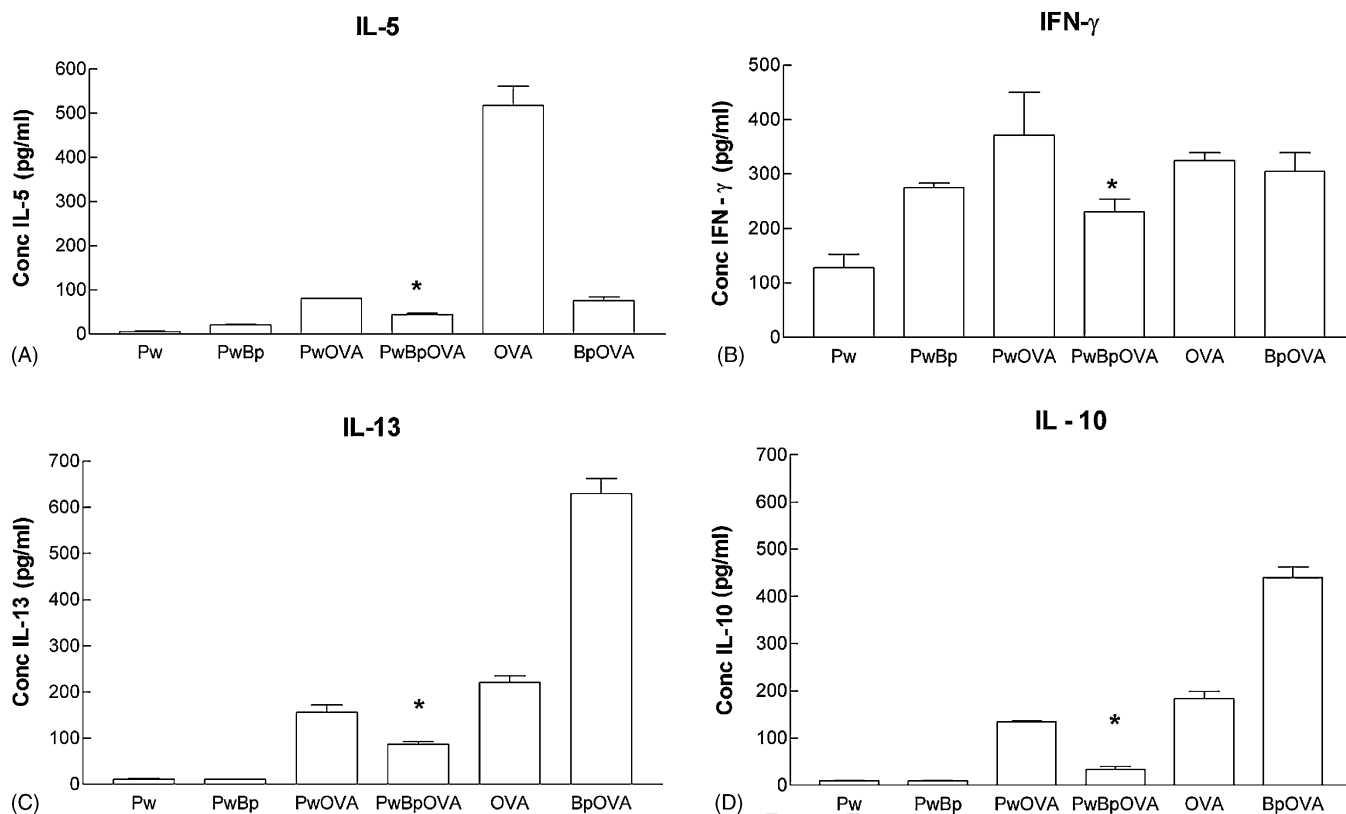 IL-5
Conc IL-5 (pg/ml)
600
500
400
300
200
100
0
*
Pw PwBp PwOVA PwBpOVA OVA BpOVA
(A)
IFN-γ
Conc IFN - γ (pg/ml)
500
400
300
200
100
0
*
Pw PwBp PwOVA PwBpOVA OVA BpOVA
(B)
IL-13
Conc IL-13 (pg/ml)
700
600
500
400
300
200
100
0
*
Pw PwBp PwOVA PwBpOVA OVA BpOVA
(C)
IL - 10
Conc IL-10 (pg/ml)
700
600
500
400
300
200
100
0
*
Pw PwBp PwOVA PwBpOVA OVA BpOVA
(D)